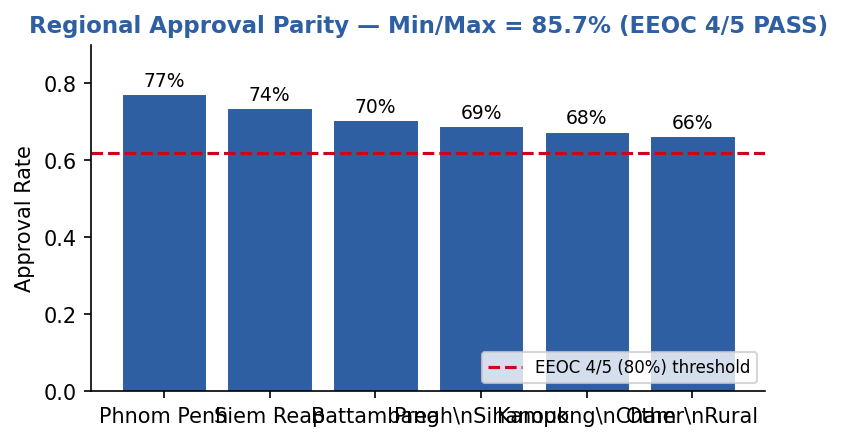 Regional Approval Parity — Min/Max = 85.7% (EEOC 4/5 PASS)
Approval Rate
0.8
0.6
0.4
0.2
0.0
77%
74%
70%
69%
68%
66%
EEOC 4/5 (80%) threshold
Phnom Penh Siem Reap Battambang Preah\nSihanouk Kampong\nCham Other\nRural